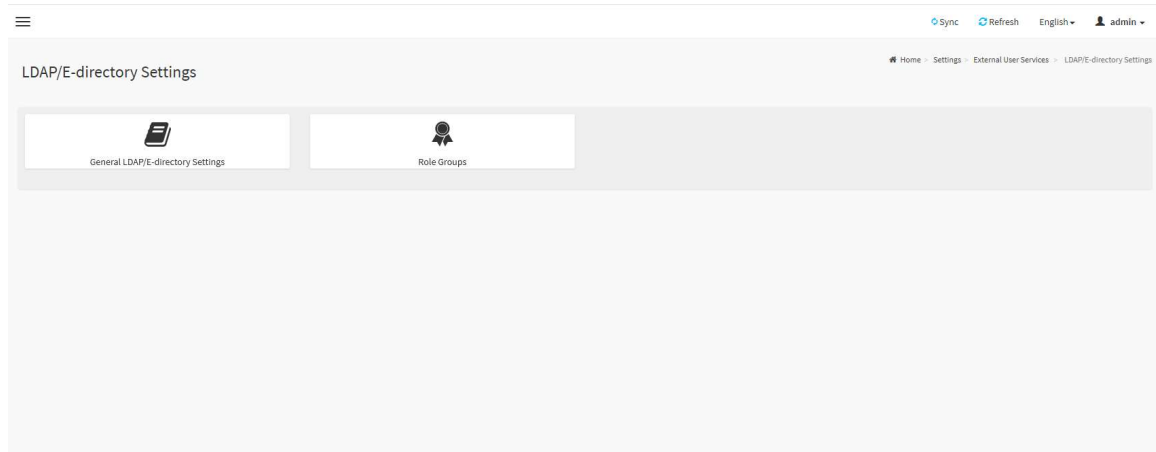 Sync Refresh English admin
Home > Settings > External User Services > LDAP/E-directory Settings
LDAP/E-directory Settings
General LDAP/E-directory Settings
Role Groups